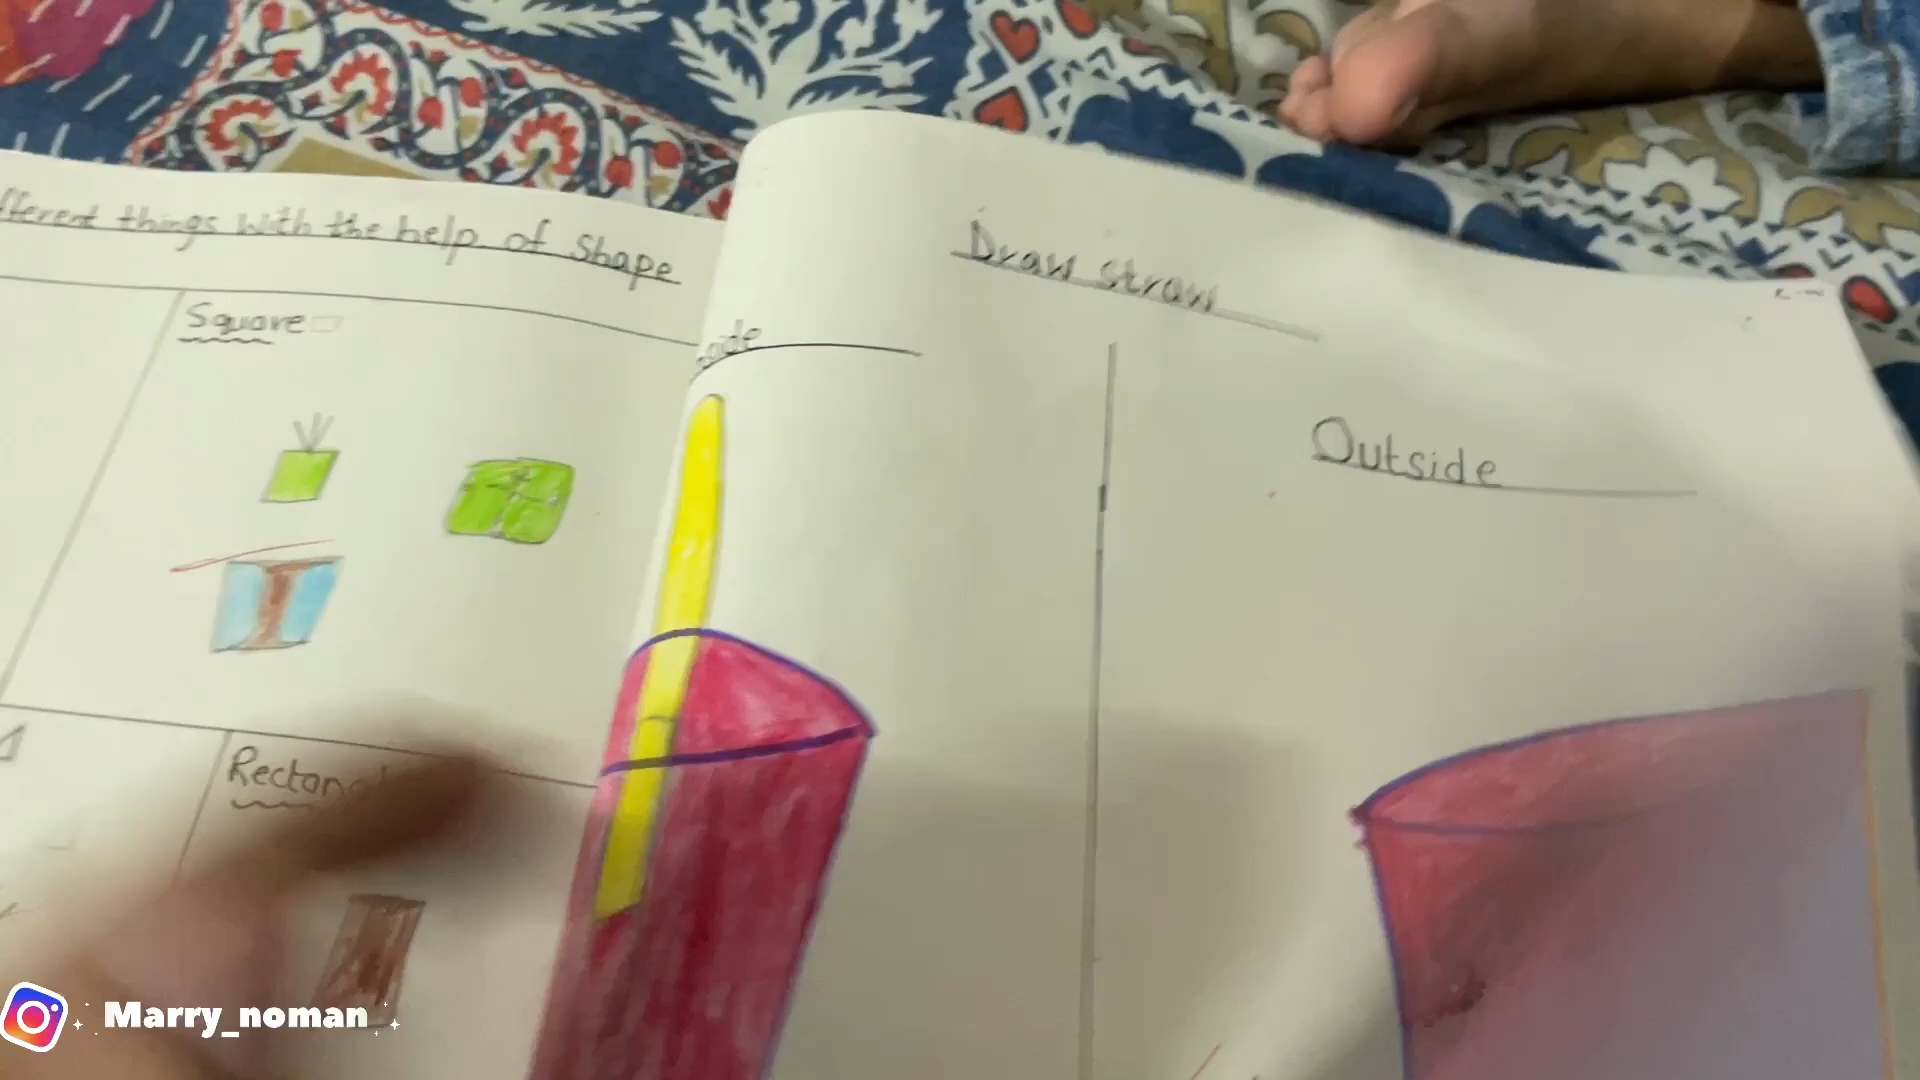 things with the help of Shape
Square
Draw straw
Outside
Marry_noman